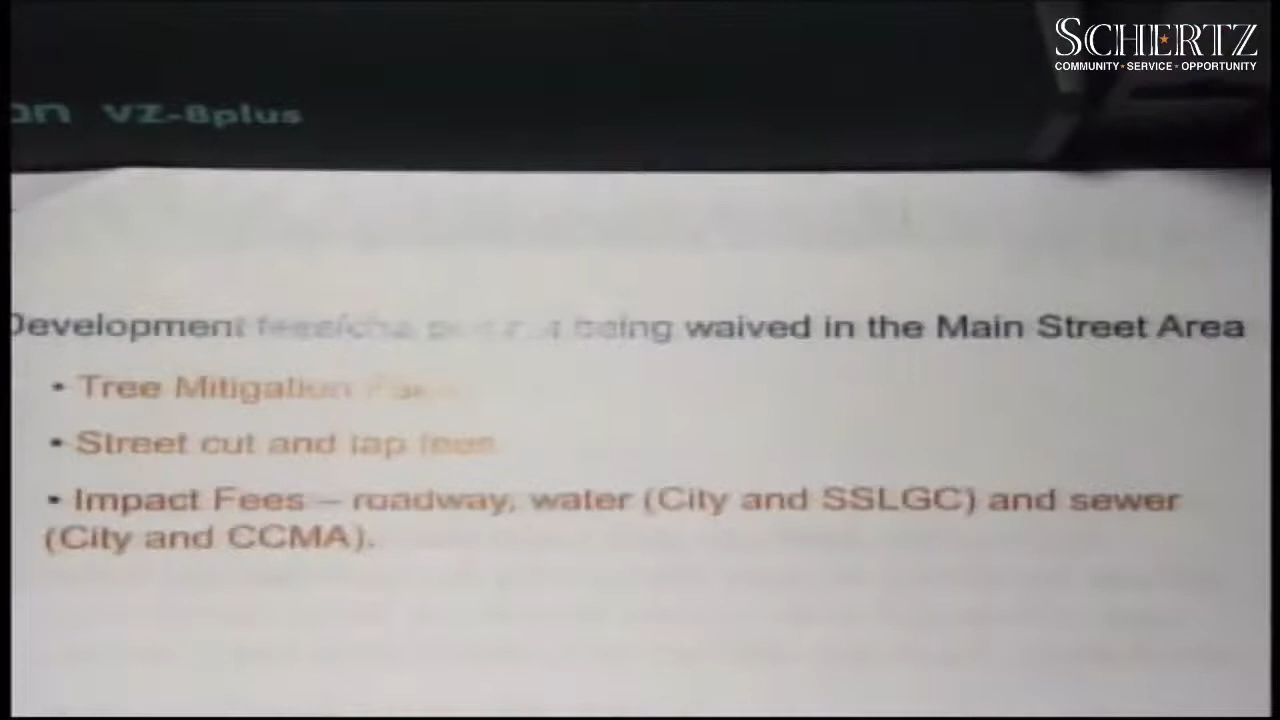 SCHERTZ
COMMUNITY★SERVICE★OPPORTUNITY
VZ-8plus
Development being waived in the Main Street Area
• Tree Mitigation
• Street cut and tap fees
• Impact Fees – roadway, water (City and SSLGC) and sewer
(City and CCMA).